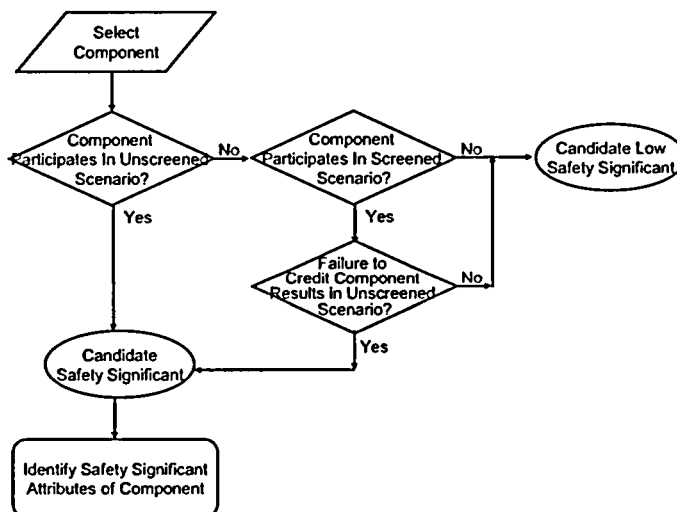 Select
Component
Component
Participates In Unscreened
Scenario?
No
Component
Participates In Screened
Scenario?
No
Candidate Low
Safety Significant
Yes
Yes
Failure to
Credit Component
Results In Unscreened
Scenario?
No
Yes
Candidate
Safety Significant
Identify Safety Significant
Attributes of Component